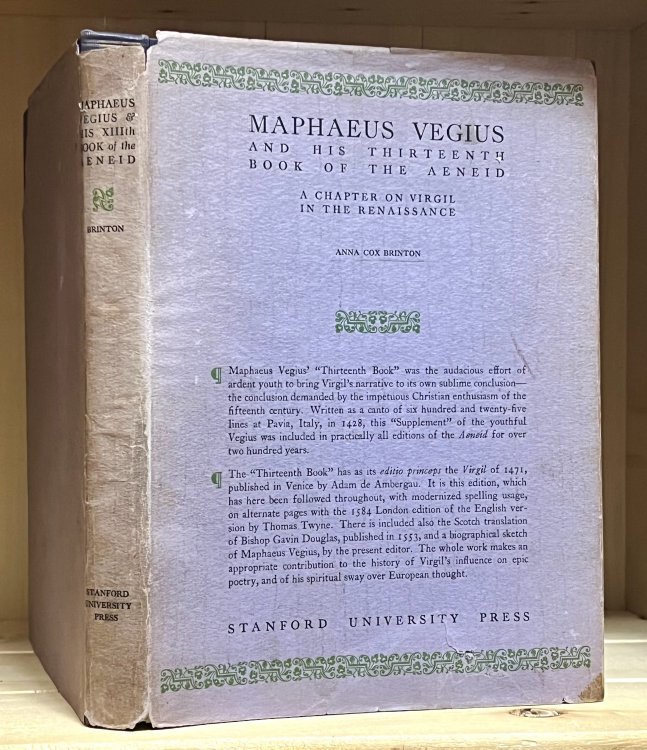 MAPHAEUS
VEGIUS &
HIS XIIIth
BOOK of the
AENEID
BRINTON
STANFORD
UNIVERSITY
PRESS
MAPHAEUS VEGIUS
AND HIS THIRTEENTH
BOOK OF THE AENEID
A CHAPTER ON VIRGIL
IN THE RENAISSANCE
ANNA COX BRINTON
¶ Maphaeus Vegius' "Thirteenth Book" was the audacious effort of
ardent youth to bring Virgil's narrative to its own sublime conclusion—
the conclusion demanded by the impetuous Christian enthusiasm of the
fifteenth century. Written as a canto of six hundred and twenty-five
lines at Pavia, Italy, in 1428, this "Supplement" of the youthful
Vegius was included in practically all editions of the Aeneid for over
two hundred years.
¶ The "Thirteenth Book" has as its editio princeps the Virgil of 1471,
published in Venice by Adam de Ambergau. It is this edition, which
has here been followed throughout, with modernized spelling usage,
on alternate pages with the 1584 London edition of the English ver-
sion by Thomas Twyne. There is included also the Scotch translation
of Bishop Gavin Douglas, published in 1553, and a biographical sketch
of Maphaeus Vegius, by the present editor. The whole work makes an
appropriate contribution to the history of Virgil's influence on epic
poetry, and of his spiritual sway over European thought.
STANFORD UNIVERSITY PRESS